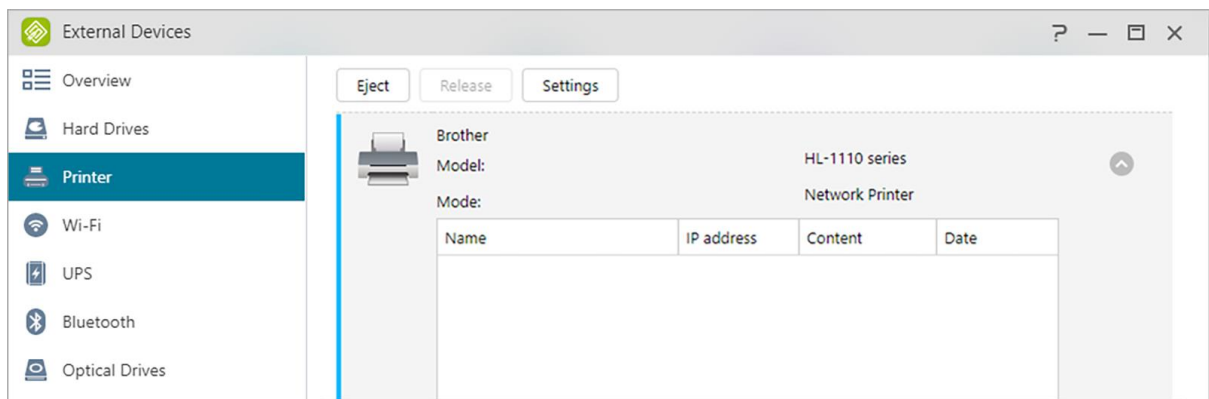 External Devices
Overview
Hard Drives
Printer
Wi-Fi
UPS
Bluetooth
Optical Drives
Eject Release Settings
Brother
Model: HL-1110 series
Mode: Network Printer
Name IP address Content Date